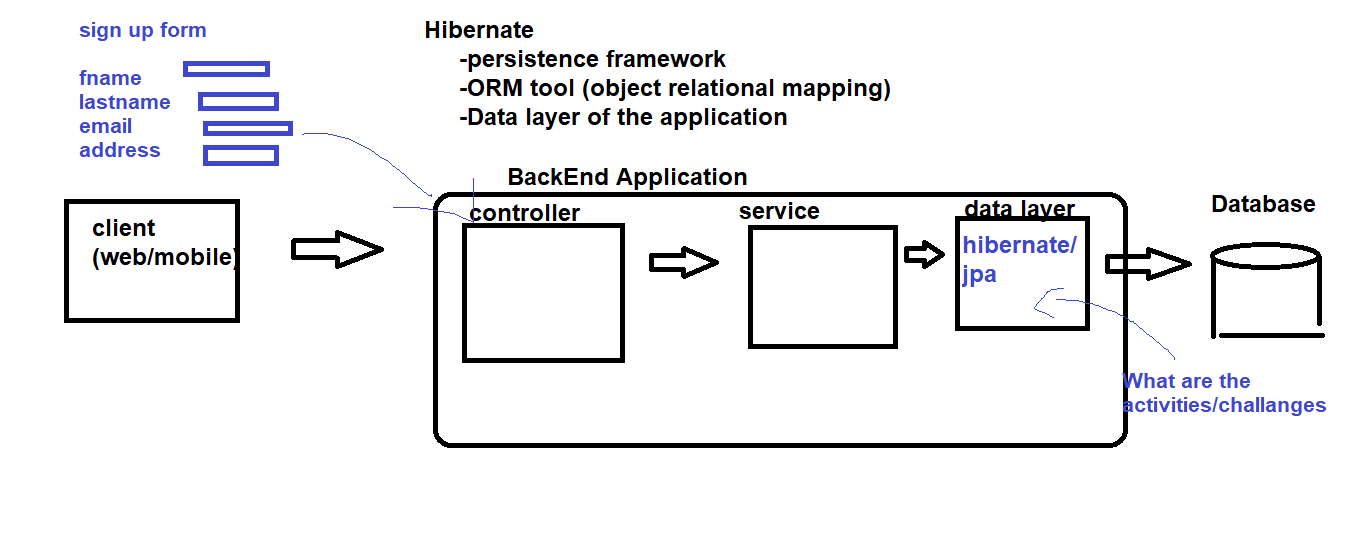 sign up form
fname
lastname
email
address
Hibernate
-persistence framework
-ORM tool (object relational mapping)
-Data layer of the application
BackEnd Application
client
(web/mobile)
controller
service
data layer
hibernate/
jpa
Database
What are the
activities/challanges